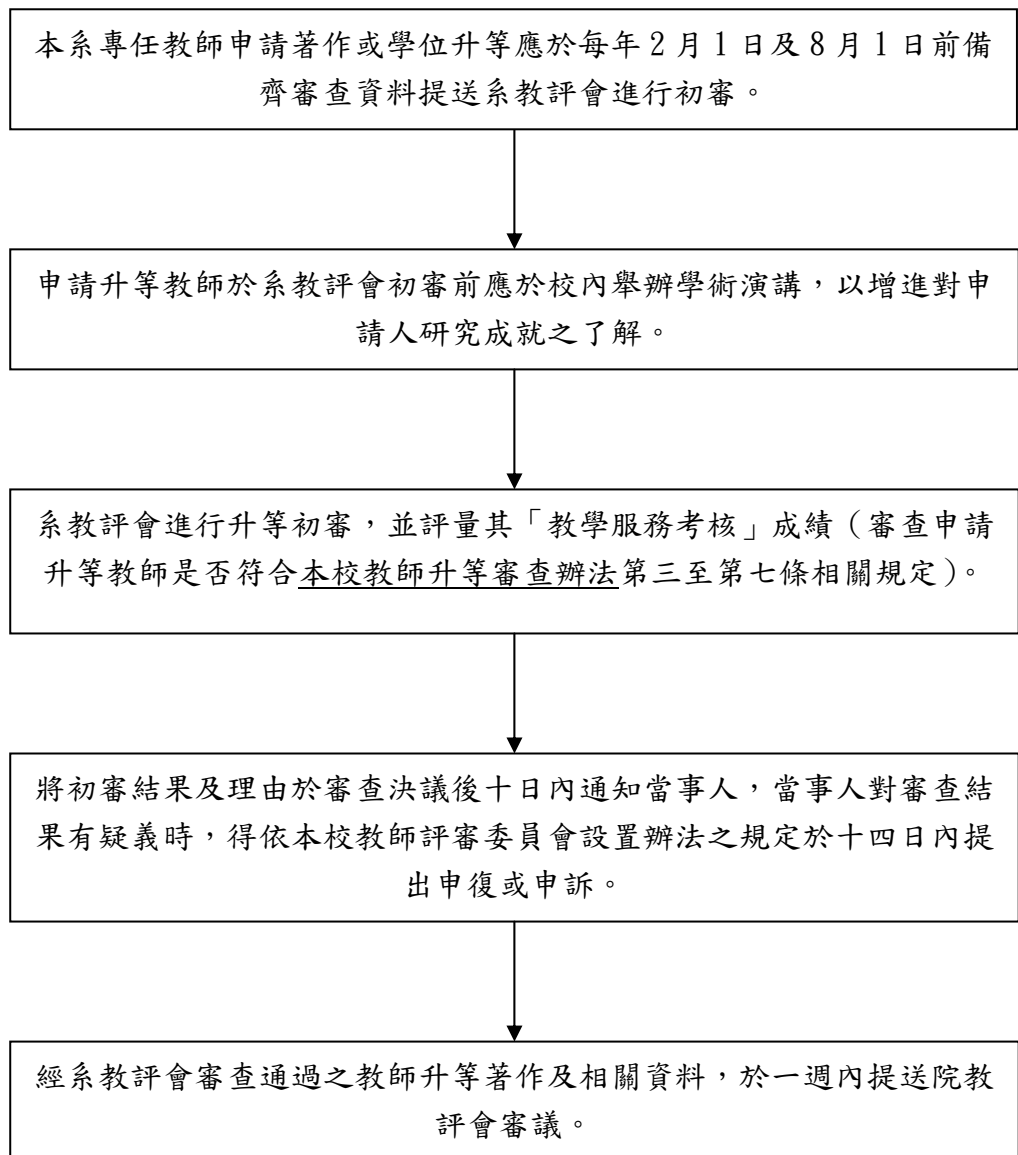 本系專任教師申請著作或學位升等應於每年2月1日及8月1日前備
齊審查資料提送系教評會進行初審。
申請升等教師於系教評會初審前應於校內舉辦學術演講，以增進對申
請人研究成就之了解。
系教評會進行升等初審，並評量其「教學服務考核」成績（審查申請
升等教師是否符合本校教師升等審查辦法第三至第七條相關規定）。
將初審結果及理由於審查決議後十日內通知當事人，當事人對審查結
果有疑義時，得依本校教師評審委員會設置辦法之規定於十四日內提
出申復或申訴。
經系教評會審查通過之教師升等著作及相關資料，於一週內提送院教
評會審議。